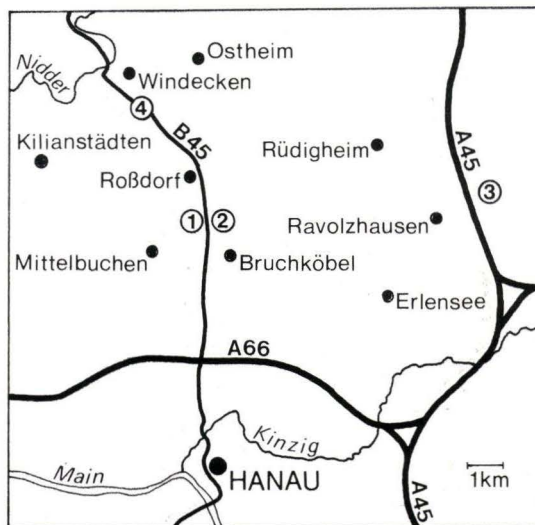 Ostheim
Nidder
Windecken
④
B45
Kilianstädten
Rüdigheim
A45
Roßdorf
③
① ②
Ravolzhausen
Mittelbuchen
Bruchköbel
Erlensee
A66
Kinzig
Main
HANAU
A45
1km